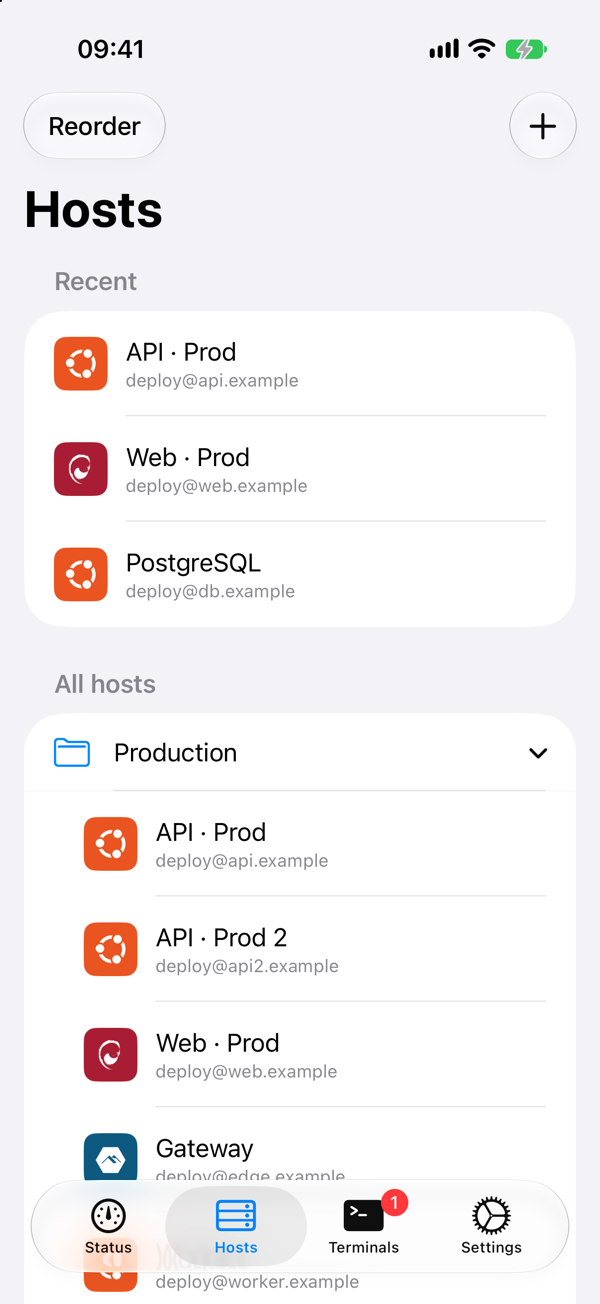 09:41
Reorder
Hosts
Recent
API · Prod
deploy@api.example
Web · Prod
deploy@web.example
PostgreSQL
deploy@db.example
All hosts
Production
API · Prod
deploy@api.example
API · Prod 2
deploy@api2.example
Web · Prod
deploy@web.example
Gateway
deploy@edge.example
>_
1
Status
Hosts
Terminals
Settings
deploy@worker.example